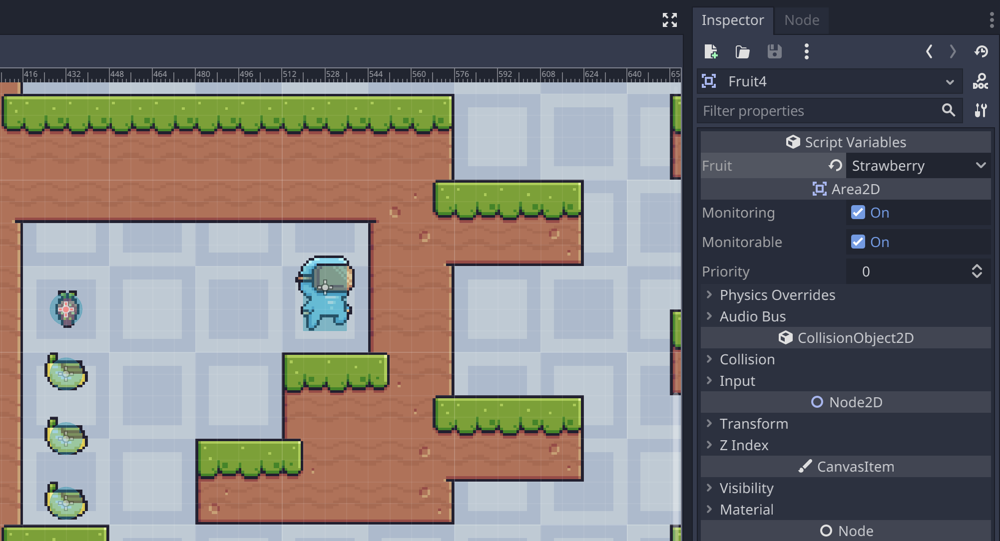 Inspector Node
416 432 448 464 480 496 512 528 544 560 576 592 608 624 640 65
Fruit4
DOC
Filter properties
Script Variables
Fruit Strawberry
Area2D
Monitoring On
Monitorable On
Priority 0
Physics Overrides
Audio Bus
CollisionObject2D
Collision
Input
Node2D
Transform
Z Index
CanvasItem
Visibility
Material
Node